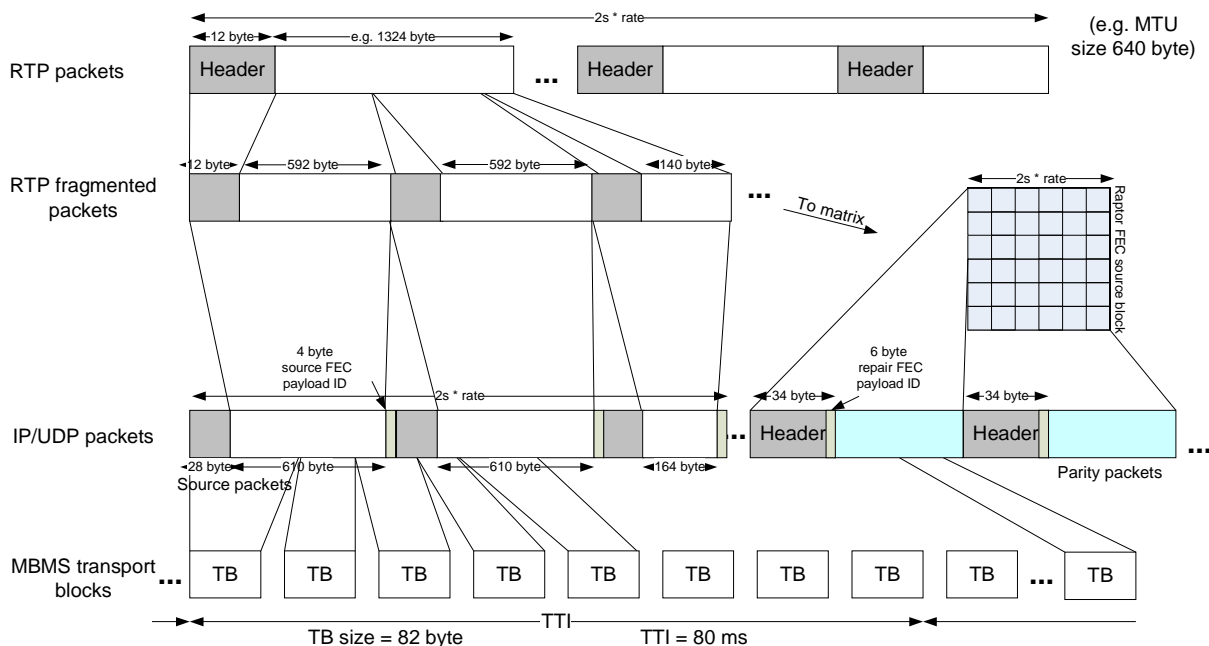 2s * rate
(e.g. MTU
size 640 byte)
12 byte
e.g. 1324 byte
RTP packets
Header
...
Header
Header
12 byte
592 byte
592 byte
140 byte
RTP fragmented
packets
...
To matrix
2s * rate
Raptor FEC source
block
4 byte
source FEC
payload ID
6 byte
repair FEC
payload ID
2s * rate
34 byte
34 byte
IP/UDP packets
...
Header
Header
...
28 byte
610 byte
610 byte
164 byte
Source packets
Parity packets
MBMS transport
blocks
...
TB
TB
TB
TB
TB
TB
TB
TB
TB
...
TB
TTI
TB size = 82 byte
TTI = 80 ms